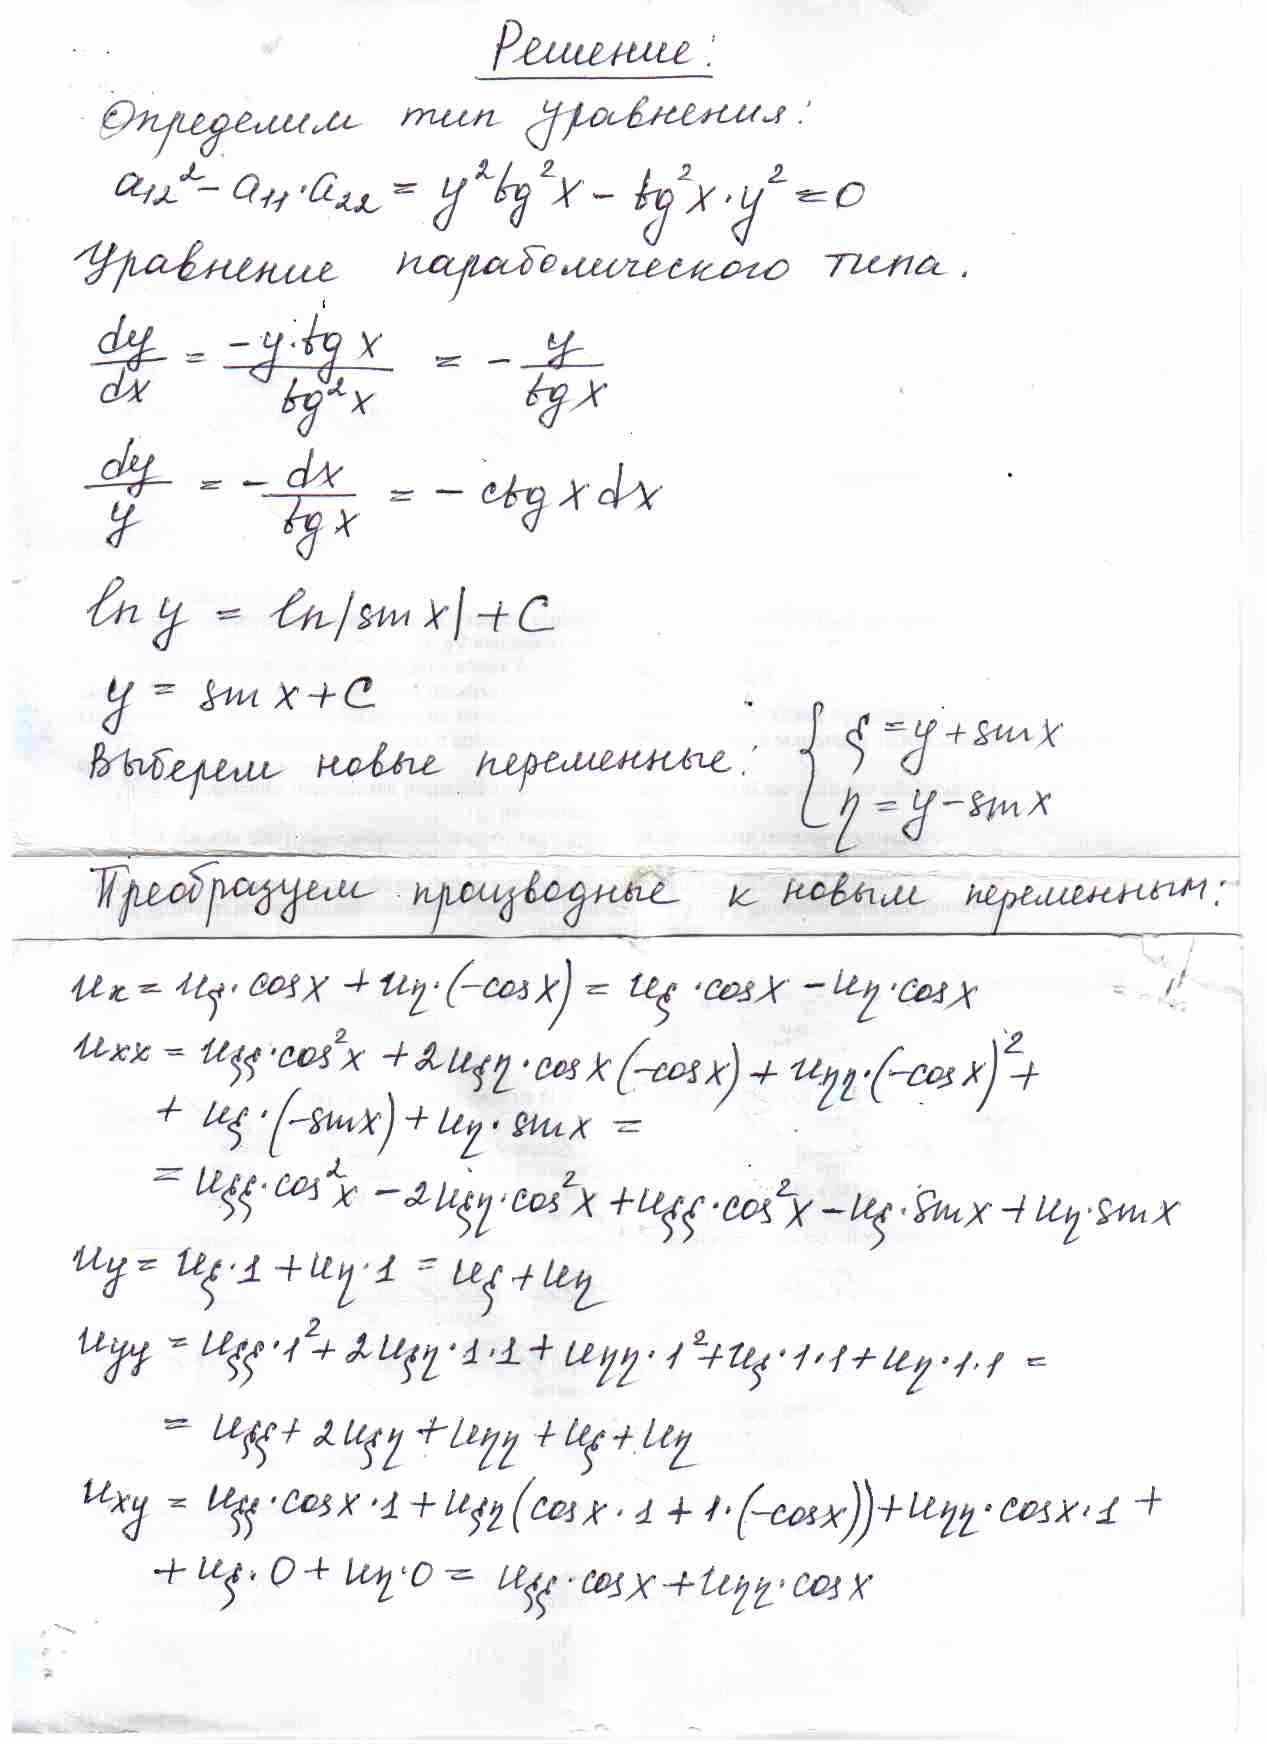 Решение:
Определим тип уравнения:
a₁₂² - a₁₁·a₂₂ = y²tg²x - tg²x·y² = 0
Уравнение параболического типа.
dy/dx = -y·tg x / tg²x = - y/tg x
dy/y = - dx/tg x = - ctg x dx
ln y = ln|sin x| + C
y = sin x + C
Выберем новые переменные: { ξ = y + sin x
η = y - sin x
Преобразуем производные к новым переменным:
uₓ = u_ξ·cos x + u_η·(-cos x) = u_ξ·cos x - u_η·cos x
u_xx = u_ξξ·cos²x + 2u_ξη·cos x(-cos x) + u_ηη·(-cos x)² +
+ u_ξ·(-sin x) + u_η·sin x =
= u_ξξ·cos²x - 2u_ξη·cos²x + u_ξξ·cos²x - u_ξ·sin x + u_η·sin x
u_y = u_ξ·1 + u_η·1 = u_ξ + u_η
u_yy = u_ξξ·1² + 2u_ξη·1·1 + u_ηη·1² + u_ξ·1·1 + u_η·1·1 =
= u_ξξ + 2u_ξη + u_ηη + u_ξ + u_η
u_xy = u_ξξ·cos x·1 + u_ξη(cos x·1 + 1·(-cos x)) + u_ηη·cos x·1 +
+ u_ξ·0 + u_η·0 = u_ξξ·cos x + u_ηη·cos x